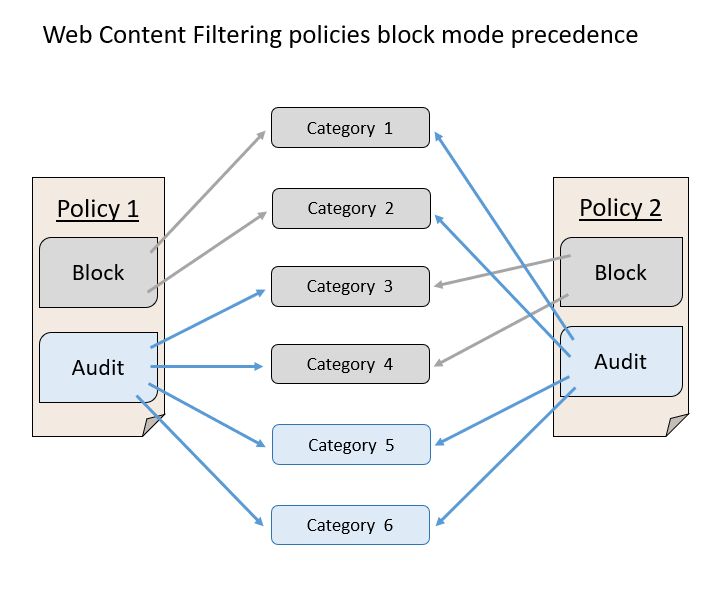 Web Content Filtering policies block mode precedence
Policy 1
Block
Audit
Category 1
Category 2
Category 3
Category 4
Category 5
Category 6
Policy 2
Block
Audit